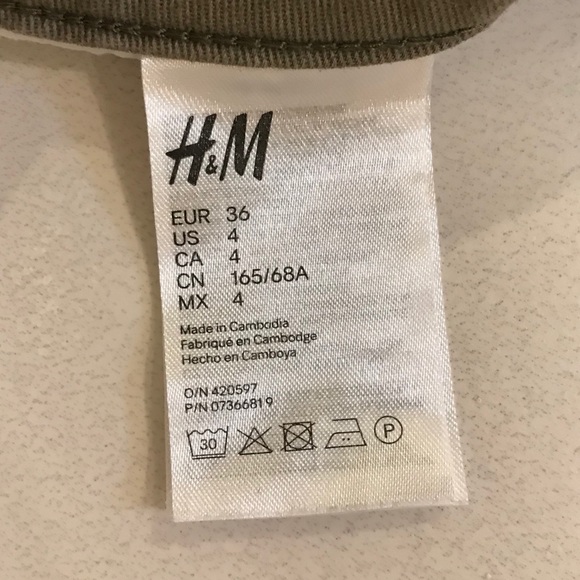 H&M
EUR 36
US 4
CA 4
CN 165/68A
MX 4
Made in Cambodia
Fabriqué en Cambodge
Hecho en Camboya
O/N 420597
P/N 07366819
30 P